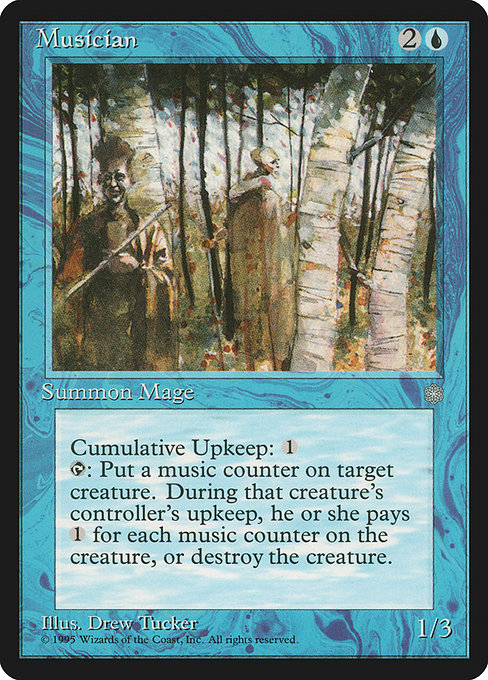 Musician 2
Summon Mage
Cumulative Upkeep: 1
: Put a music counter on target
creature. During that creature's
controller's upkeep, he or she pays
1 for each music counter on the
creature, or destroy the creature.
Illus. Drew Tucker
© 1995 Wizards of the Coast, Inc. All rights reserved.
1/3